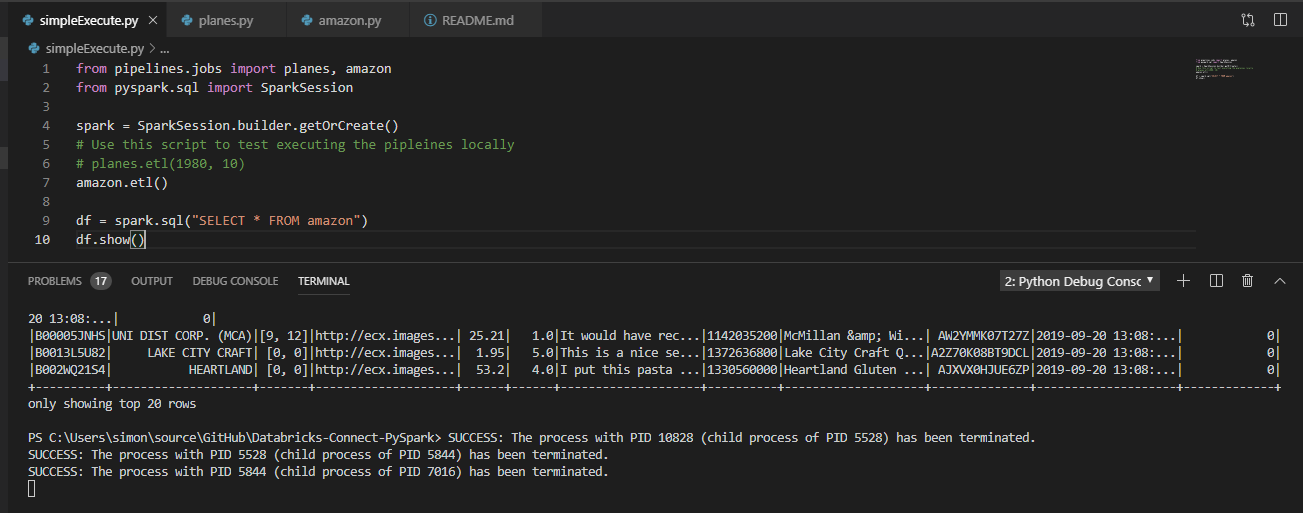 simpleExecute.py × planes.py amazon.py README.md
simpleExecute.py > ...
1 from pipelines.jobs import planes, amazon
2 from pyspark.sql import SparkSession
3
4 spark = SparkSession.builder.getOrCreate()
5 # Use this script to test executing the pipleines locally
6 # planes.etl(1980, 10)
7 amazon.etl()
8
9 df = spark.sql("SELECT * FROM amazon")
10 df.show()
PROBLEMS 17 OUTPUT DEBUG CONSOLE TERMINAL 2: Python Debug Consc
20 13:08:...| 0|
|B00005JNHS|UNI DIST CORP. (MCA)|[9, 12]|http://ecx.images...| 25.21| 1.0|It would have rec...|1142035200|McMillan &amp; Wi...| AW2YMMK07T27Z|2019-09-20 13:08:...| 0|
|B0013L5U82| LAKE CITY CRAFT| [0, 0]|http://ecx.images...| 1.95| 5.0|This is a nice se...|1372636800|Lake City Craft Q...|A2Z70K08BT9DCL|2019-09-20 13:08:...| 0|
|B002WQ21S4| HEARTLAND| [0, 0]|http://ecx.images...| 53.2| 4.0|I put this pasta ...|1330560000|Heartland Gluten ...| AJXVX0HJUE6ZP|2019-09-20 13:08:...| 0|
+----------+--------------------+-------+--------------------+------+-----+--------------------+----------+--------------------+--------------+--------------------+------------+
only showing top 20 rows
PS C:\Users\simon\source\GitHub\Databricks-Connect-PySpark> SUCCESS: The process with PID 10828 (child process of PID 5528) has been terminated.
SUCCESS: The process with PID 5528 (child process of PID 5844) has been terminated.
SUCCESS: The process with PID 5844 (child process of PID 7016) has been terminated.